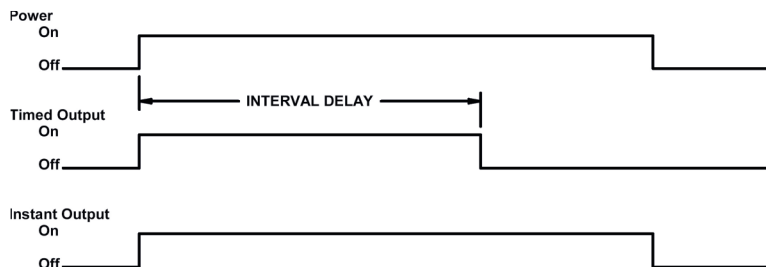 Power
On
Off
INTERVAL DELAY
Timed Output
On
Off
Instant Output
On
Off